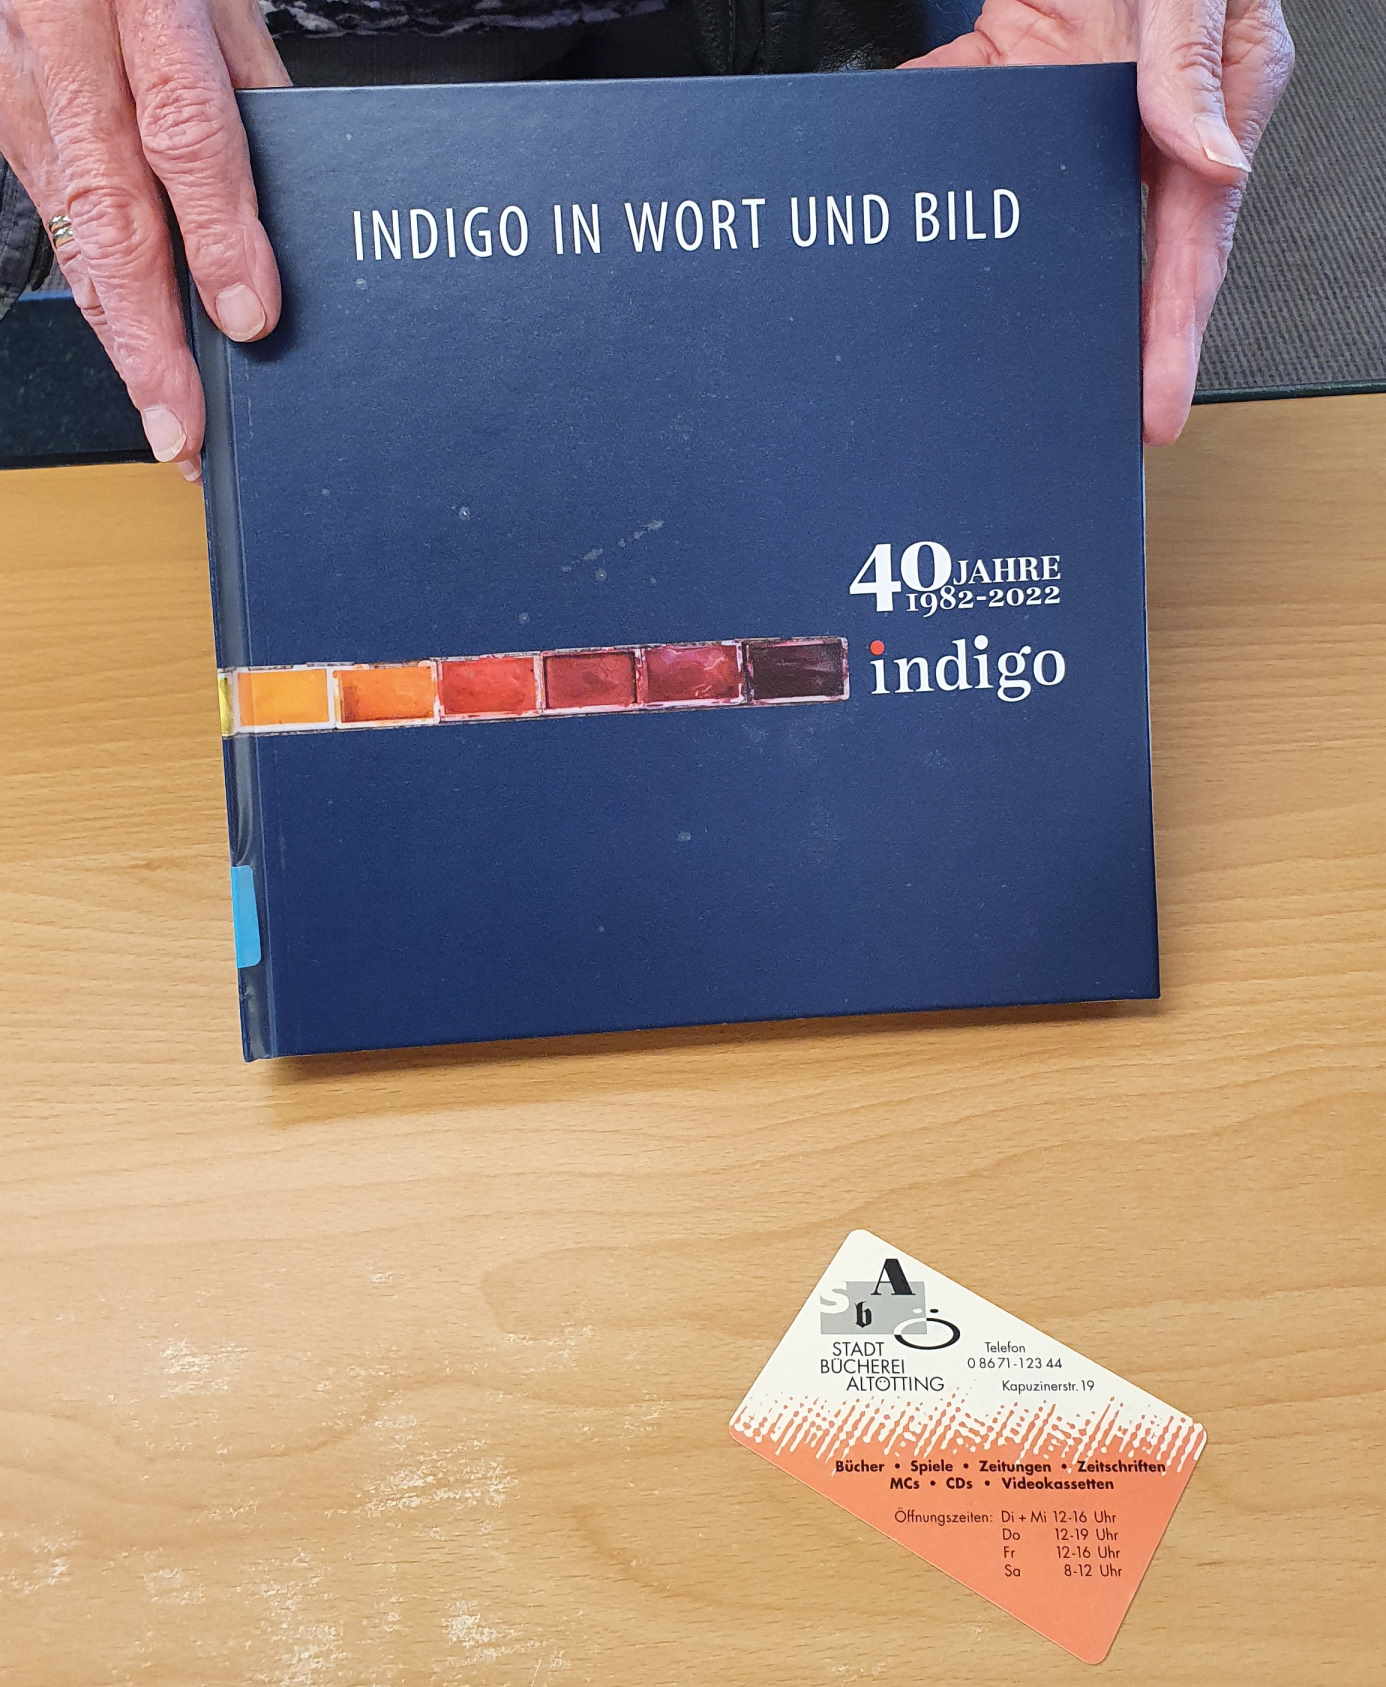 INDIGO IN WORT UND BILD
40 JAHRE
1982-2022
indigo
S A
b Ö
STADT
BÜCHEREI
ALTÖTTING
Telefon
0 86 71 - 123 44
Kapuzinerstr. 19
Bücher • Spiele • Zeitungen • Zeitschriften
MCs • CDs • Videokassetten
Öffnungszeiten: Di + Mi 12-16 Uhr
Do 12-19 Uhr
Fr 12-16 Uhr
Sa 8-12 Uhr